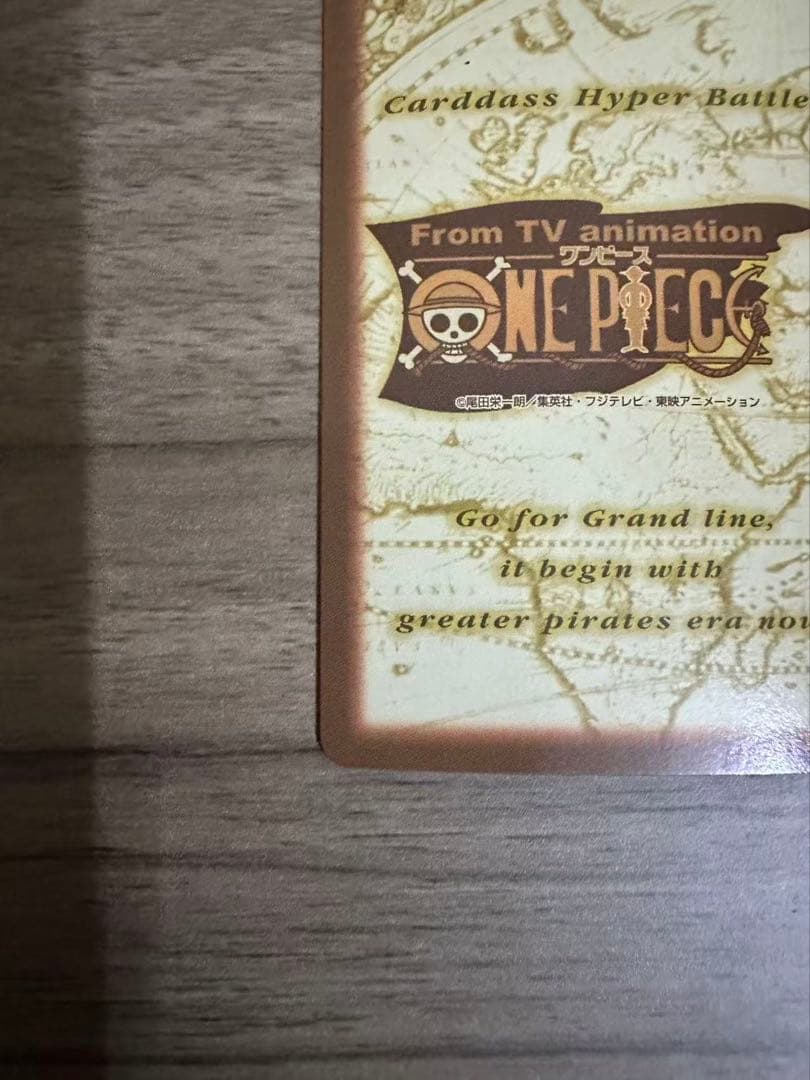 Carddass Hyper Battle
From TV animation
ワンピース
ONE PIECE
©尾田栄一郎／集英社・フジテレビ・東映アニメーション
Go for Grand line,
it begin with
greater pirates era now